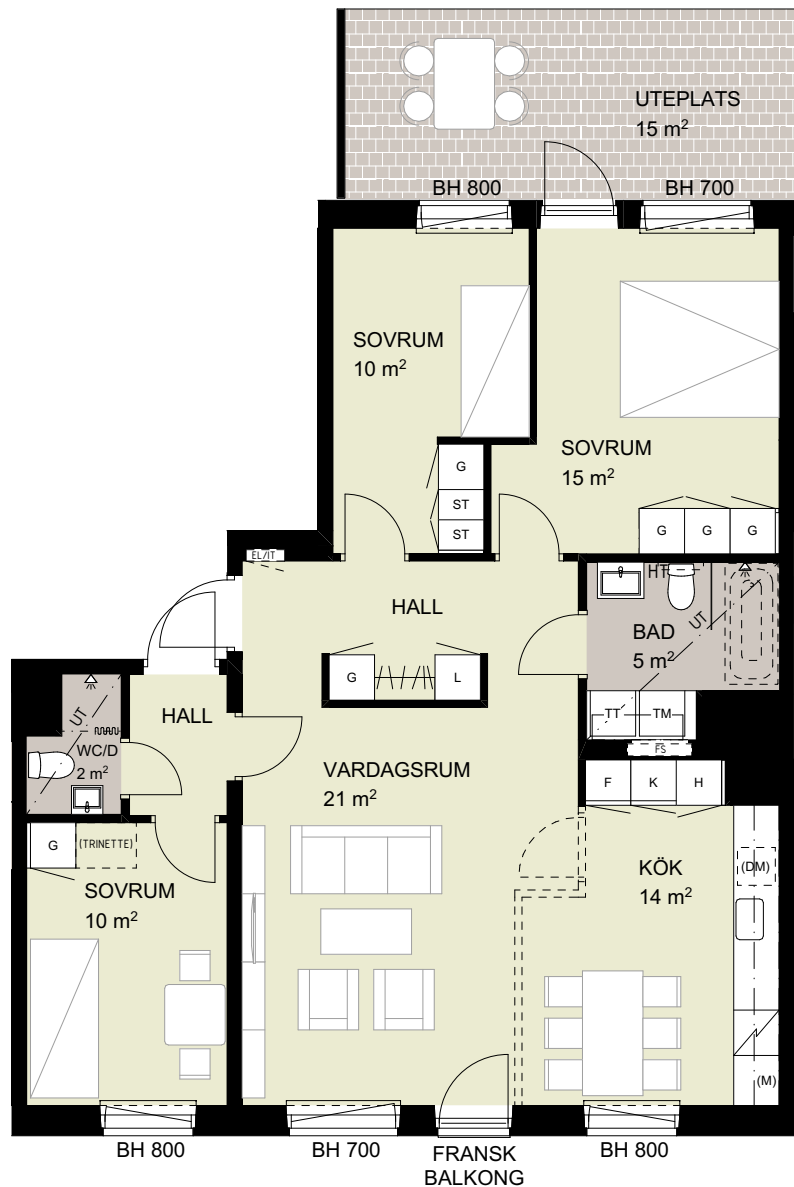 UTEPLATS
15 m²
BH 800
BH 700
SOVRUM
10 m²
SOVRUM
15 m²
G
ST
ST
G
G
G
EL/IT
HALL
HT
UT
BAD
5 m²
G
L
TT
TM
FS
UT
HALL
WC/D
2 m²
VARDAGSRUM
21 m²
F
K
H
G
(TRINETTE)
SOVRUM
10 m²
KÖK
14 m²
(DM)
(M)
BH 800
BH 700
FRANSK
BALKONG
BH 800